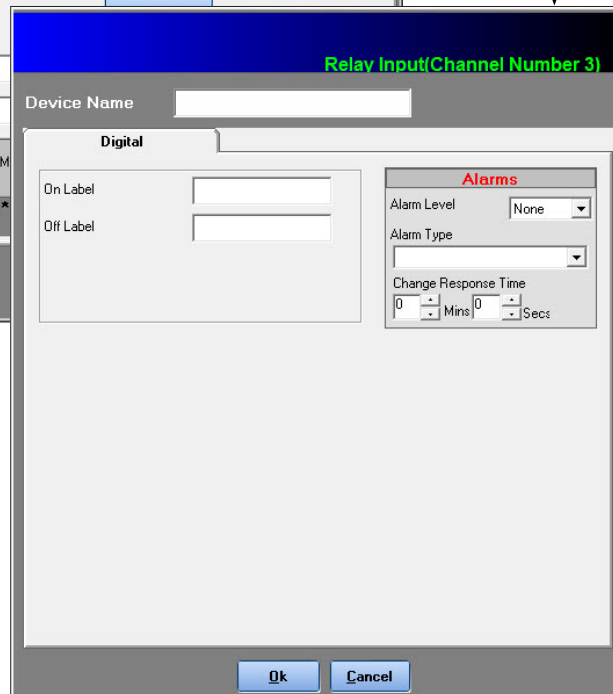 Relay Input(Channel Number 3)
Device Name
Digital
On Label
Off Label
Alarms
Alarm Level
None
Alarm Type
Change Response Time
0 Mins 0 Secs
Ok Cancel
M
*